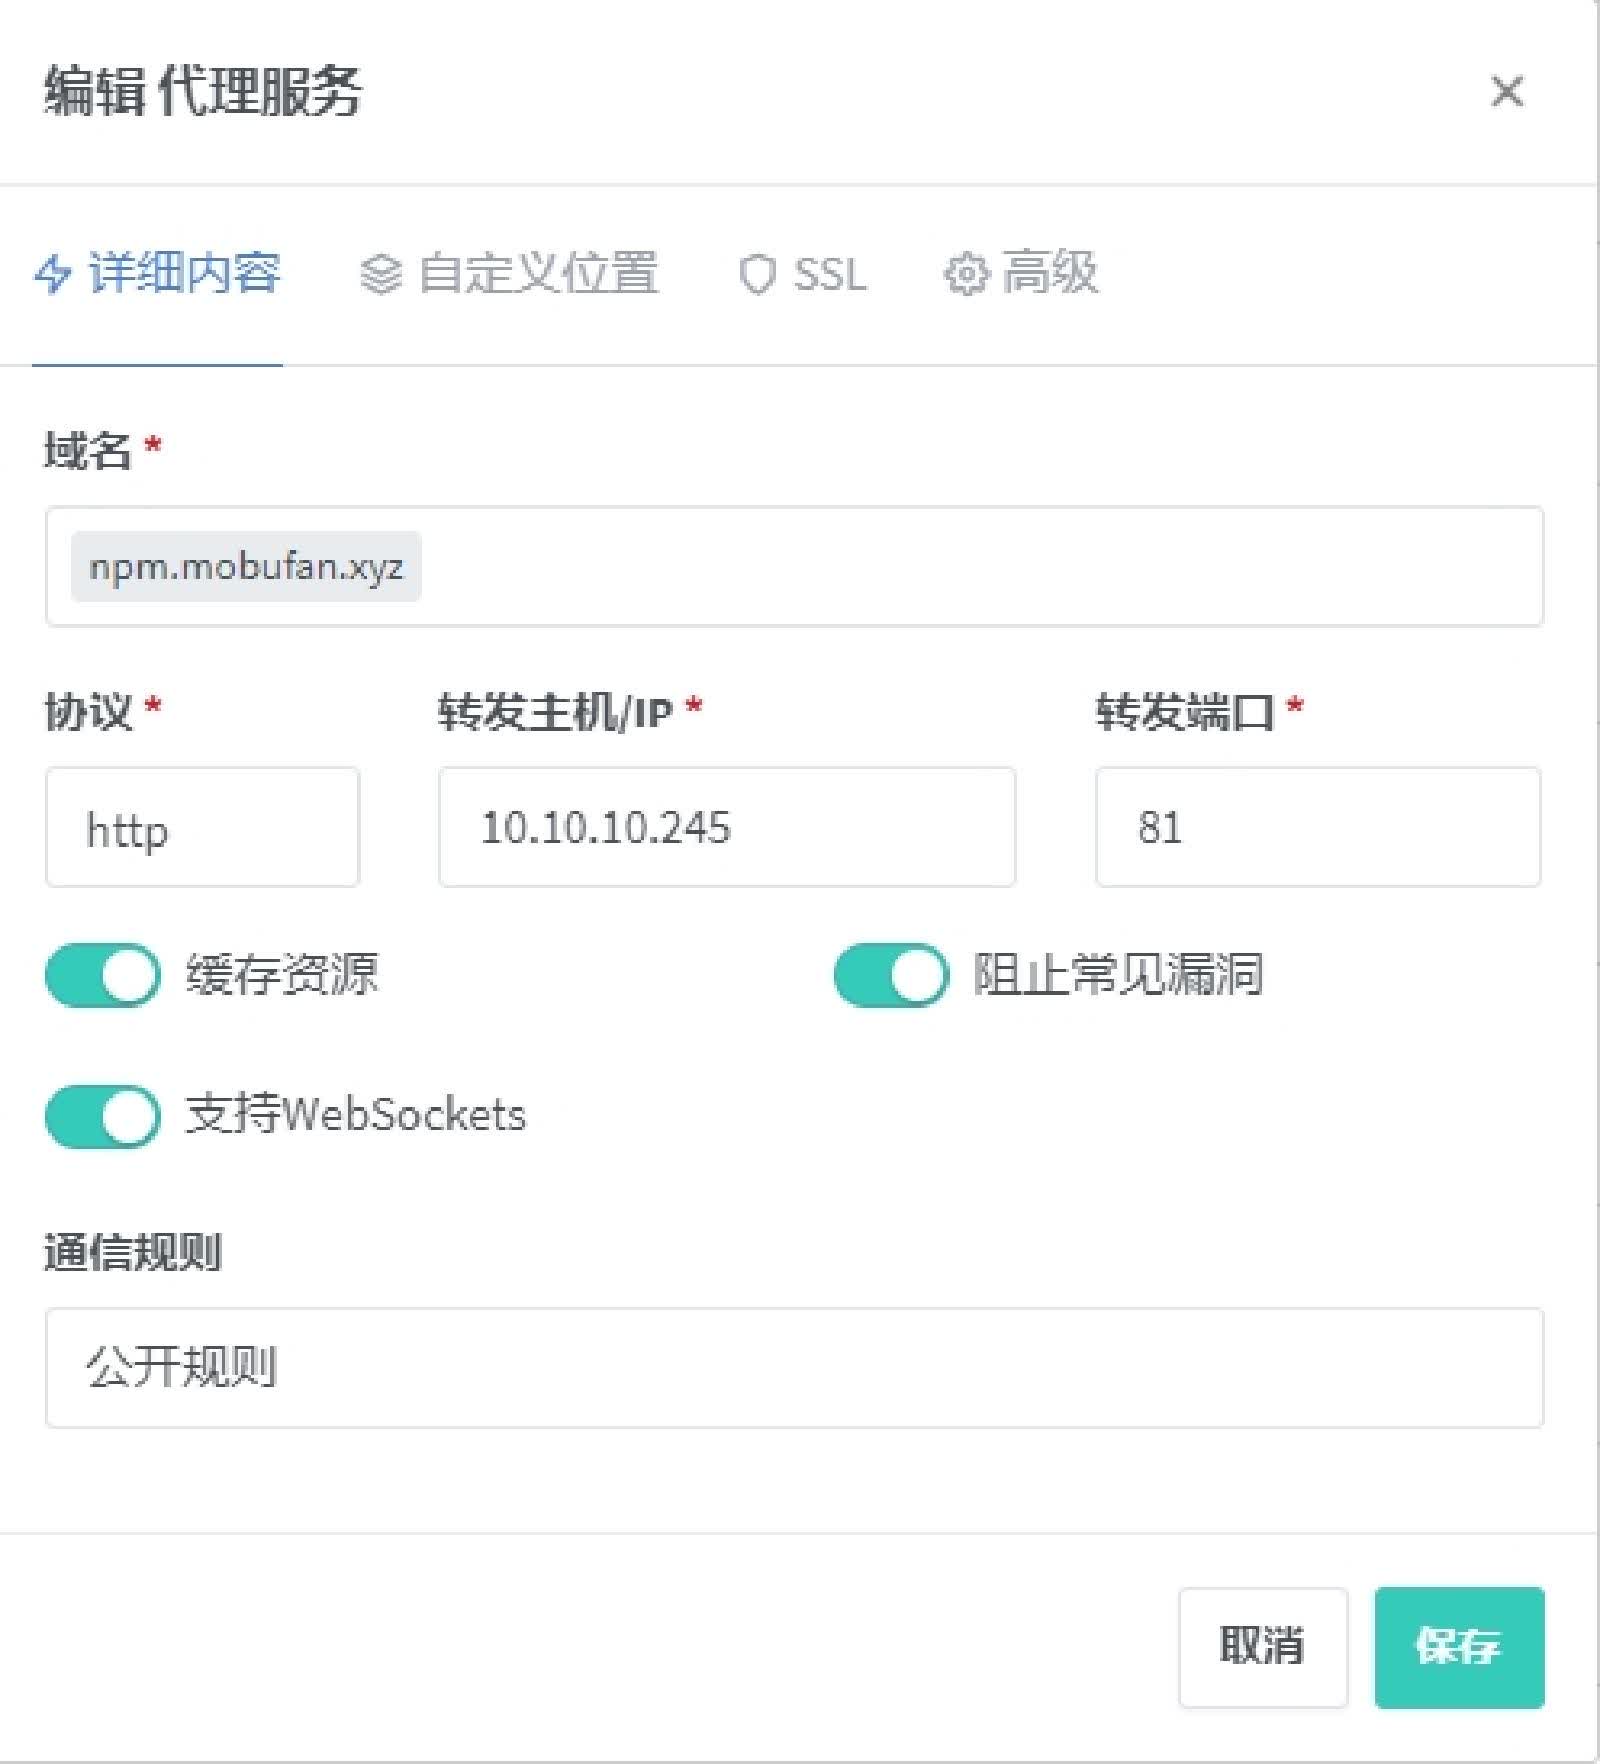 编辑 代理服务
详细内容 自定义位置 SSL 高级
域名 *
npm.mobufan.xyz
协议 * 转发主机/IP * 转发端口 *
http 10.10.10.245 81
缓存资源 阻止常见漏洞
支持WebSockets
通信规则
公开规则
取消 保存